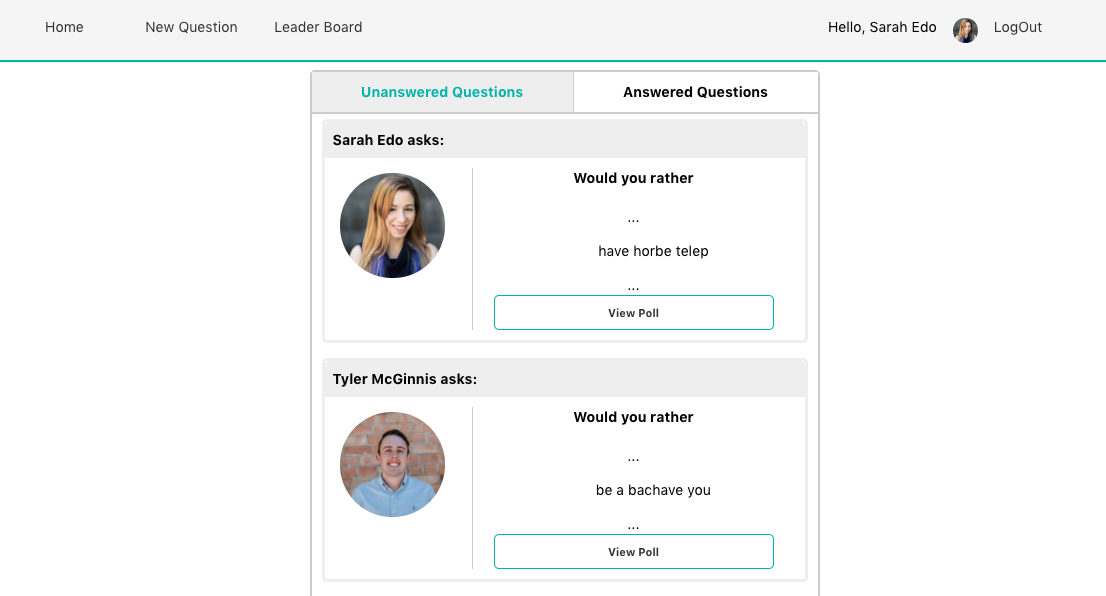 Home New Question Leader Board Hello, Sarah Edo LogOut
Unanswered Questions Answered Questions
Sarah Edo asks:
Would you rather
...
have horbe telep
...
View Poll
Tyler McGinnis asks:
Would you rather
...
be a bachave you
...
View Poll